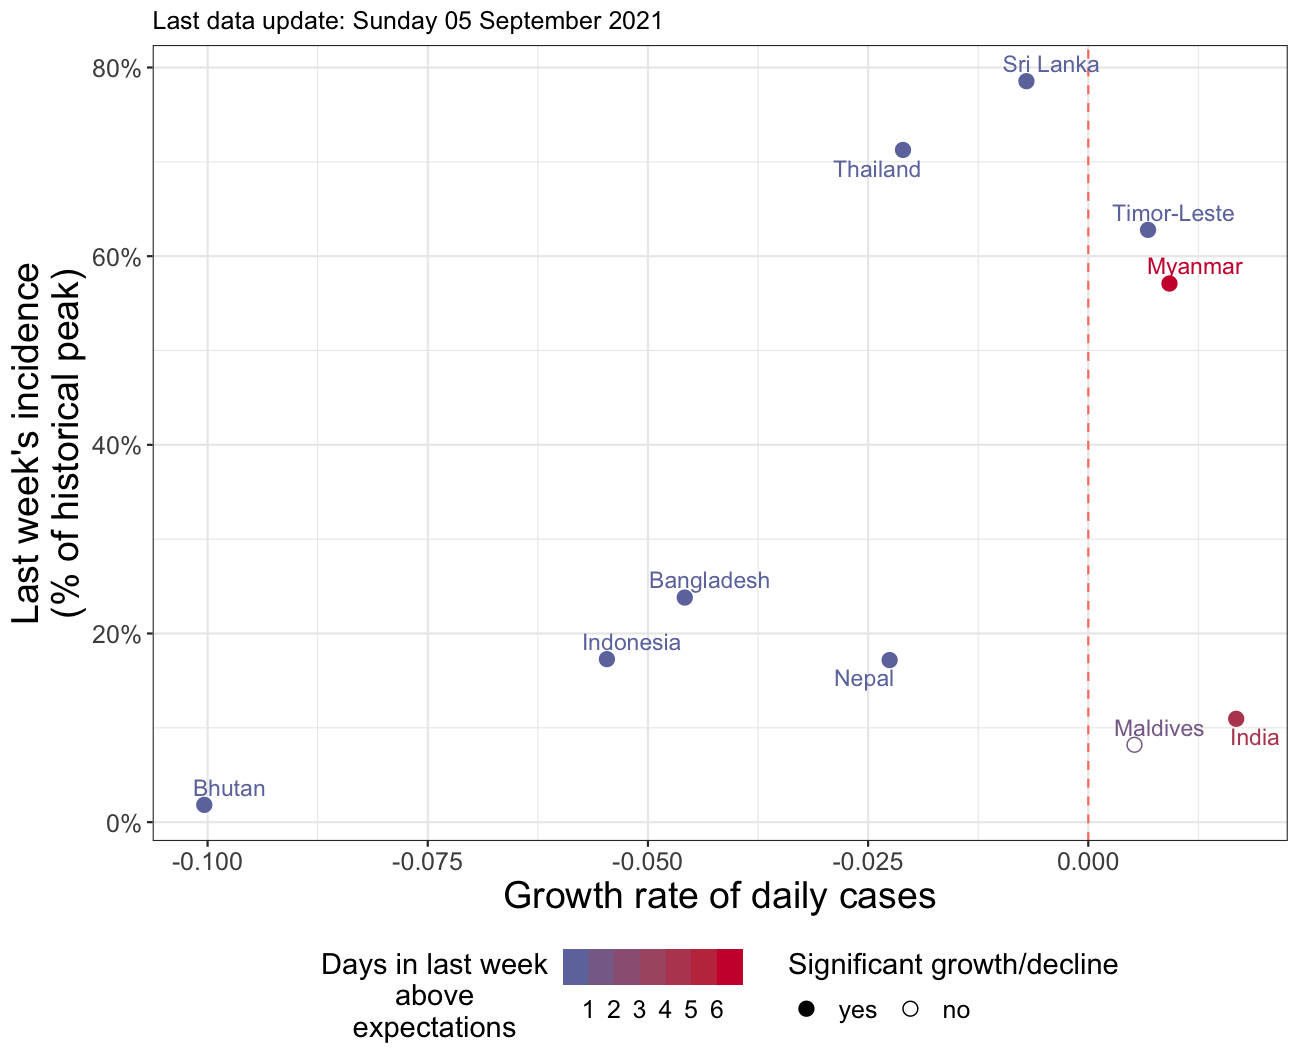 Last data update: Sunday 05 September 2021
Last week's incidence
(% of historical peak)
80%
60%
40%
20%
0%
Sri Lanka
Thailand
Timor-Leste
Myanmar
Bangladesh
Indonesia
Nepal
Maldives
India
Bhutan
-0.100 -0.075 -0.050 -0.025 0.000
Growth rate of daily cases
Days in last week
above
expectations
1 2 3 4 5 6
Significant growth/decline
yes no